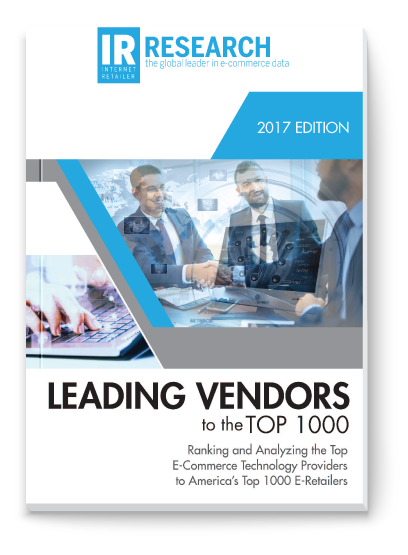 IR RESEARCH
INTERNET
RETAILER
the global leader in e-commerce data
2017 EDITION
LEADING VENDORS
to the TOP 1000
Ranking and Analyzing the Top
E-Commerce Technology Providers
to America's Top 1000 E-Retailers